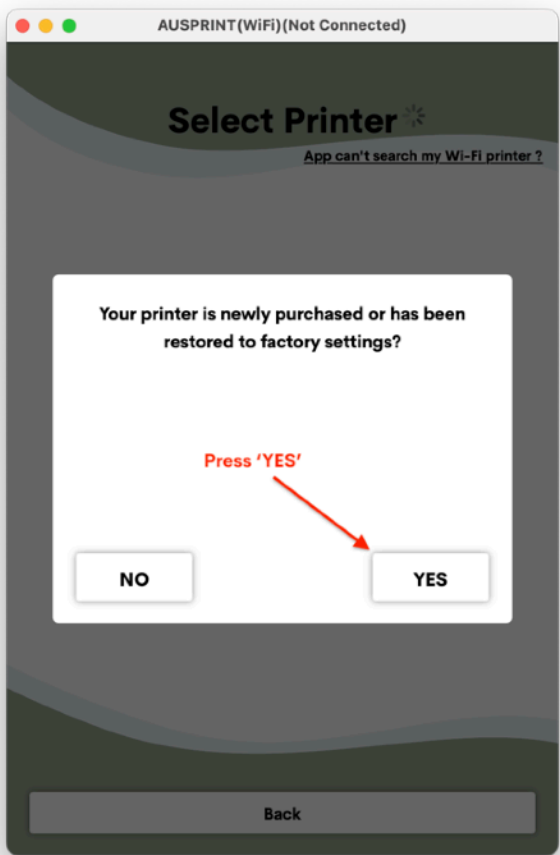 AUSPRINT(WiFi)(Not Connected)
Select Printer
App can't search my Wi-Fi printer ?
Your printer is newly purchased or has been
restored to factory settings?
Press ‘YES’
NO
YES
Back